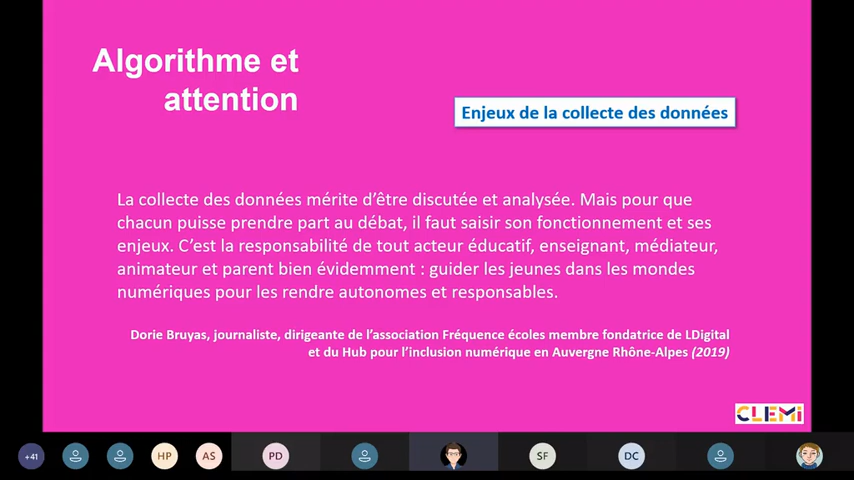 Algorithme et
attention
Enjeux de la collecte des données
La collecte des données mérite d’être discutée et analysée. Mais pour que
chacun puisse prendre part au débat, il faut saisir son fonctionnement et ses
enjeux. C’est la responsabilité de tout acteur éducatif, enseignant, médiateur,
animateur et parent bien évidemment : guider les jeunes dans les mondes
numériques pour les rendre autonomes et responsables.
Dorie Bruyas, journaliste, dirigeante de l’association Fréquence écoles membre fondatrice de LDigital
et du Hub pour l’inclusion numérique en Auvergne Rhône-Alpes (2019)
CLEMI
+41 HP AS PD SF DC